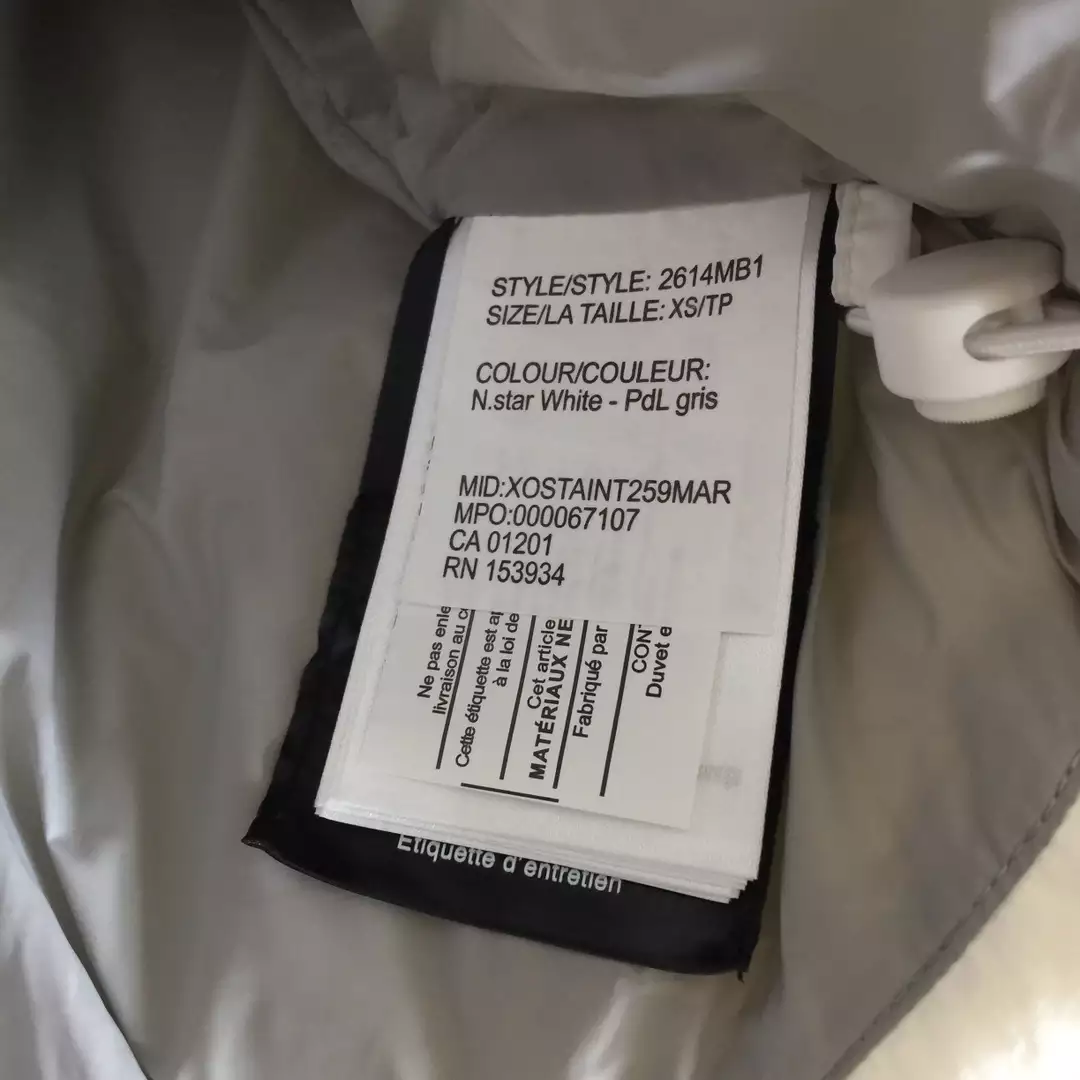 STYLE/STYLE: 2614MB1
SIZE/LA TAILLE: XS/TP
COLOUR/COULEUR:
N.star White - PdL gris
MID:XOSTAINT259MAR
MPO:000067107
CA 01201
RN 153934
Ne pas enle
livraison au c
Cette étiquette est ap
à la loi de
Cet article
MATÉRIAUX NE
Fabriqué par
CON
Duvet e
Étiquette d'entretien